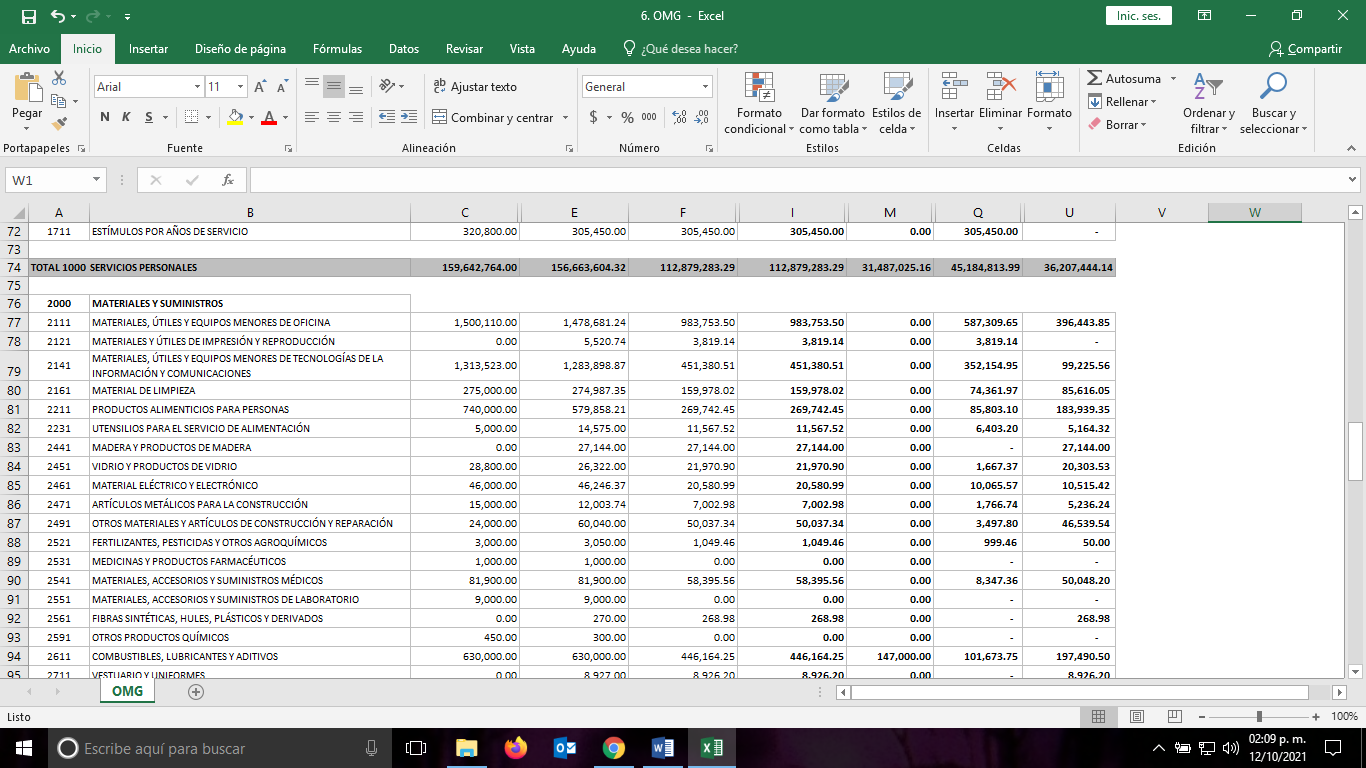 6. OMG - Excel
Inic. ses.
Archivo Inicio Insertar Diseño de página Fórmulas Datos Revisar Vista Ayuda ¿Qué desea hacer? Compartir
Pegar
Portapapeles
Arial 11
N K S
Fuente
Ajustar texto
Combinar y centrar
Alineación
General
$ % 000
Número
Formato condicional
Dar formato como tabla
Estilos de celda
Estilos
Insertar Eliminar Formato
Celdas
Autosuma
Rellenar
Borrar
Ordenar y filtrar
Buscar y seleccionar
Edición
W1 fx
A B C E F I M Q U V W
72 1711 ESTÍMULOS POR AÑOS DE SERVICIO 320,800.00 305,450.00 305,450.00 305,450.00 0.00 305,450.00 -
73
74 TOTAL 1000 SERVICIOS PERSONALES 159,642,764.00 156,663,604.32 112,879,283.29 112,879,283.29 31,487,025.16 45,184,813.99 36,207,444.14
75
76 2000 MATERIALES Y SUMINISTROS
77 2111 MATERIALES, ÚTILES Y EQUIPOS MENORES DE OFICINA 1,500,110.00 1,478,681.24 983,753.50 983,753.50 0.00 587,309.65 396,443.85
78 2121 MATERIALES Y ÚTILES DE IMPRESIÓN Y REPRODUCCIÓN 0.00 5,520.74 3,819.14 3,819.14 0.00 3,819.14 -
79 2141 MATERIALES, ÚTILES Y EQUIPOS MENORES DE TECNOLOGÍAS DE LA
INFORMACIÓN Y COMUNICACIONES 1,313,523.00 1,283,898.87 451,380.51 451,380.51 0.00 352,154.95 99,225.56
80 2161 MATERIAL DE LIMPIEZA 275,000.00 274,987.35 159,978.02 159,978.02 0.00 74,361.97 85,616.05
81 2211 PRODUCTOS ALIMENTICIOS PARA PERSONAS 740,000.00 579,858.21 269,742.45 269,742.45 0.00 85,803.10 183,939.35
82 2231 UTENSILIOS PARA EL SERVICIO DE ALIMENTACIÓN 5,000.00 14,575.00 11,567.52 11,567.52 0.00 6,403.20 5,164.32
83 2441 MADERA Y PRODUCTOS DE MADERA 0.00 27,144.00 27,144.00 27,144.00 0.00 - 27,144.00
84 2451 VIDRIO Y PRODUCTOS DE VIDRIO 28,800.00 26,322.00 21,970.90 21,970.90 0.00 1,667.37 20,303.53
85 2461 MATERIAL ELÉCTRICO Y ELECTRÓNICO 46,000.00 46,246.37 20,580.99 20,580.99 0.00 10,065.57 10,515.42
86 2471 ARTÍCULOS METÁLICOS PARA LA CONSTRUCCIÓN 15,000.00 12,003.74 7,002.98 7,002.98 0.00 1,766.74 5,236.24
87 2491 OTROS MATERIALES Y ARTÍCULOS DE CONSTRUCCIÓN Y REPARACIÓN 24,000.00 60,040.00 50,037.34 50,037.34 0.00 3,497.80 46,539.54
88 2521 FERTILIZANTES, PESTICIDAS Y OTROS AGROQUÍMICOS 3,000.00 3,050.00 1,049.46 1,049.46 0.00 999.46 50.00
89 2531 MEDICINAS Y PRODUCTOS FARMACÉUTICOS 1,000.00 1,000.00 0.00 0.00 0.00 - -
90 2541 MATERIALES, ACCESORIOS Y SUMINISTROS MÉDICOS 81,900.00 81,900.00 58,395.56 58,395.56 0.00 8,347.36 50,048.20
91 2551 MATERIALES, ACCESORIOS Y SUMINISTROS DE LABORATORIO 9,000.00 9,000.00 0.00 0.00 0.00 - -
92 2561 FIBRAS SINTÉTICAS, HULES, PLÁSTICOS Y DERIVADOS 0.00 270.00 268.98 268.98 0.00 - 268.98
93 2591 OTROS PRODUCTOS QUÍMICOS 450.00 300.00 0.00 0.00 0.00 - -
94 2611 COMBUSTIBLES, LUBRICANTES Y ADITIVOS 630,000.00 630,000.00 446,164.25 446,164.25 147,000.00 101,673.75 197,490.50
95 2711 VESTUARIO Y UNIFORMES 0.00 8,927.00 8,926.20 8,926.20 0.00 - 8,926.20
OMG
Listo
100%
Escribe aquí para buscar
02:09 p. m.
12/10/2021